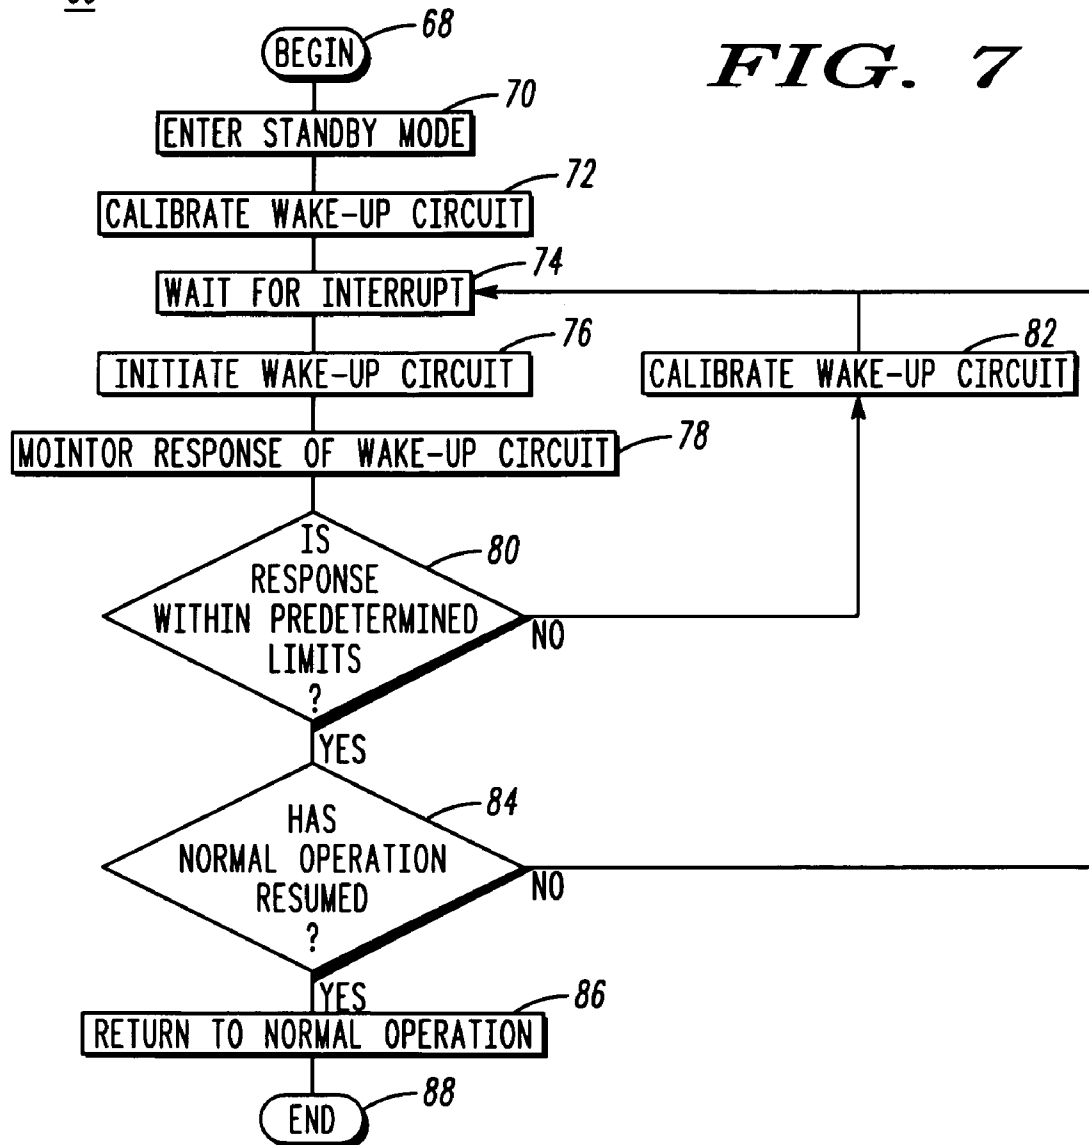 FIG. 7
BEGIN
68
ENTER STANDBY MODE
70
CALIBRATE WAKE-UP CIRCUIT
72
WAIT FOR INTERRUPT
74
INITIATE WAKE-UP CIRCUIT
76
CALIBRATE WAKE-UP CIRCUIT
82
MOINTOR RESPONSE OF WAKE-UP CIRCUIT
78
IS
RESPONSE
WITHIN PREDETERMINED
LIMITS
?
80
NO
YES
HAS
NORMAL OPERATION
RESUMED
?
84
NO
YES
RETURN TO NORMAL OPERATION
86
END
88